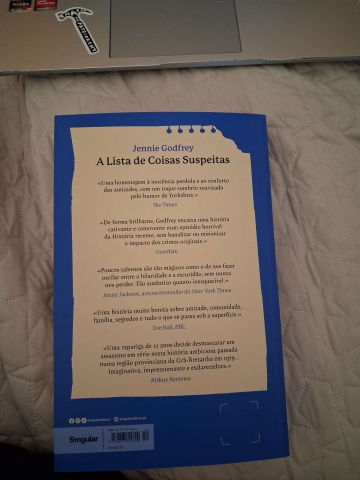 Jennie Godfrey
A Lista de Coisas Suspeitas
«Uma homenagem à inocência perdida e ao conforto
das amizades, com um toque sombrio suavizado
pelo humor de Yorkshire.»
The Times
«De forma brilhante, Godfrey encaixa uma história
cativante e comovente num episódio horrível
da História recente, sem banalizar ou minimizar
o impacto dos crimes originais.»
Guardian
«Poucos talentos são tão mágicos como o de nos fazer
oscilar entre a hilaridade e a escuridão, sem nunca
nos perder. Tão autêntico quanto inesquecível.»
Jenny Jackson, autora bestseller do New York Times
«Uma história muito bonita sobre amizade, comunidade,
família, segredos e tudo o que se passa sob a superfície.»
Zoe Ball, BBC
«Uma rapariga de 12 anos decide desmascarar um
assassino em série nesta história ambiciosa passada
numa região provinciana da Grã-Bretanha em 1979...
Imaginativa, impressionante e esclarecedora.»
Kirkus Reviews
Singular